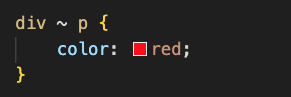 div ~ p {
    color: red;
}